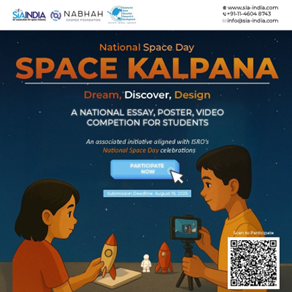 SIAINDIA
NABHAH
www.sia-india.com
+91-11-4604 8743
info@sia-india.com
National Space Day
SPACE KALPANA
Dream, Discover, Design
A NATIONAL ESSAY, POSTER, VIDEO
COMPETION FOR STUDENTS
An associated initiative aligned with ISRO's
National Space Day celebrations
PARTICIPATE
NOW
Scan to Participate